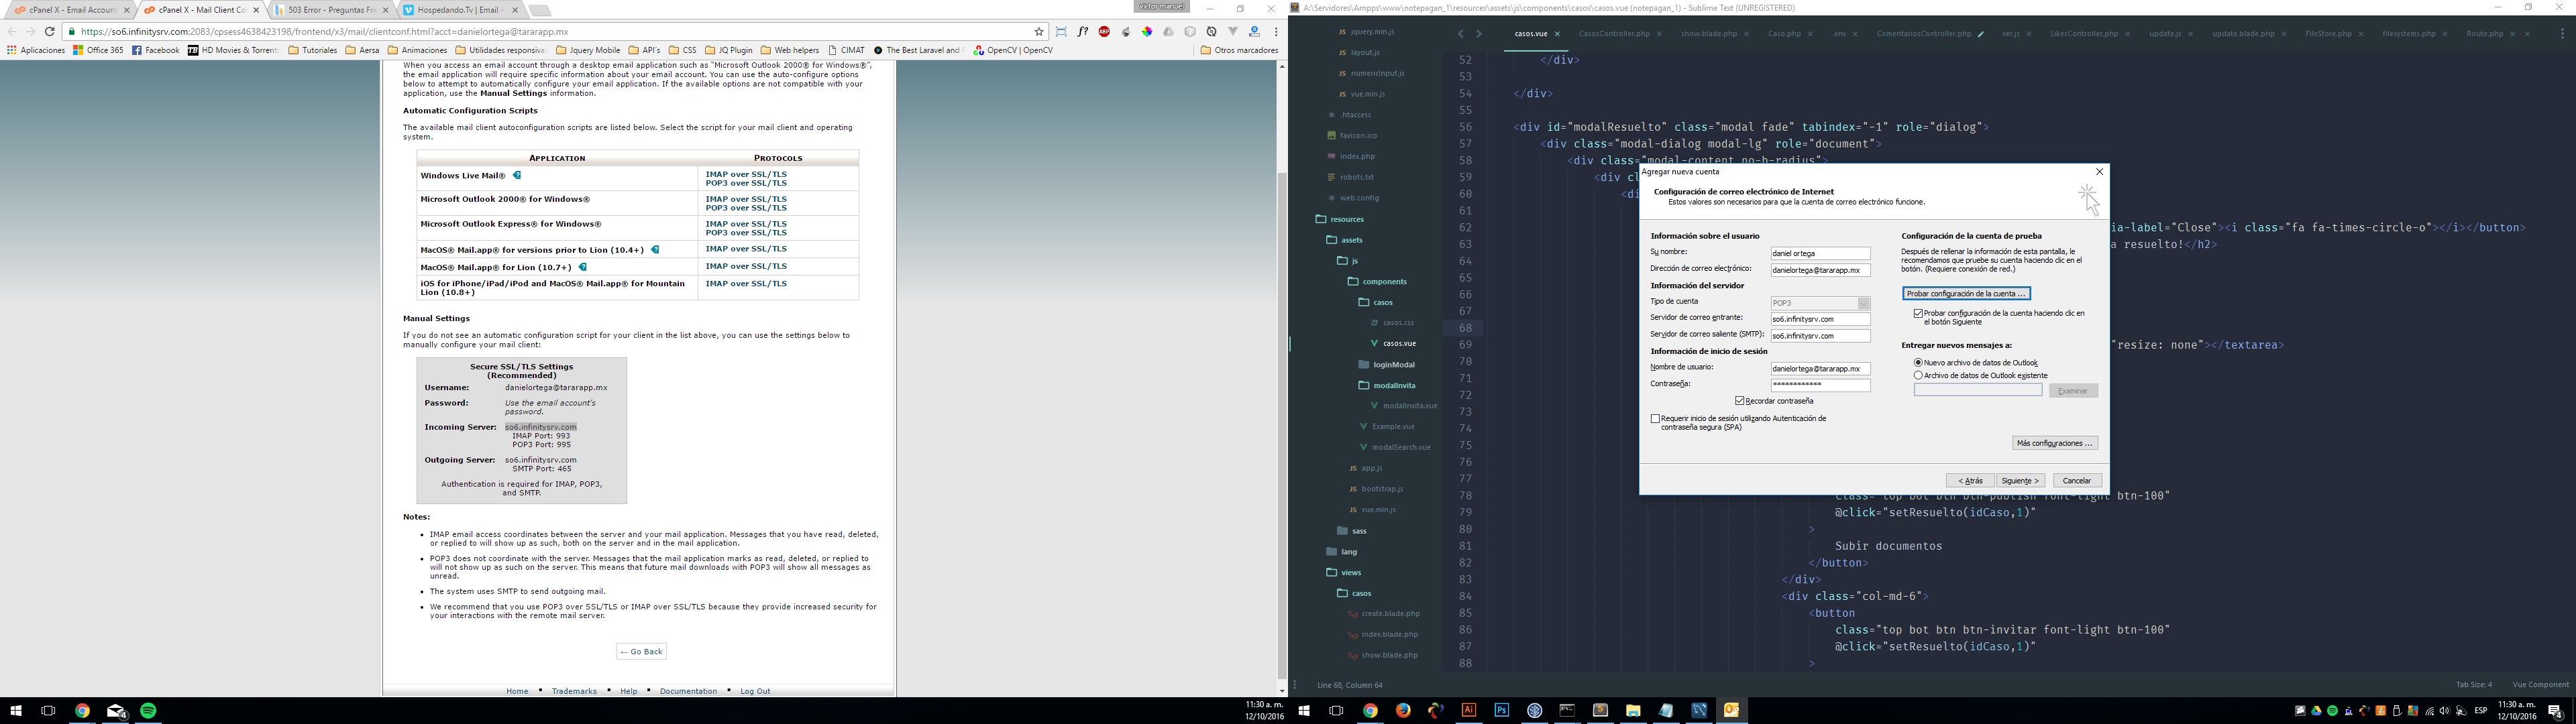 cPanel X - Email Account
cPanel X - Mail Client Co
503 Error - Preguntas Fre
Hospedando.Tv | Email -
victor manuel
https://so6.infinitysrv.com:2083/cpsess4638423198/frontend/x3/mail/clientconf.html?acct=danielortega@tararapp.mx
Aplicaciones
Office 365
Facebook
HD Movies & Torrent
Tutoriales
Aersa
Animaciones
Utilidades responsiva
Jquery Mobile
API's
CSS
JQ Plugin
Web helpers
CIMAT
The Best Laravel and
OpenCV | OpenCV
Otros marcadores
When you access an email account through a desktop email application such as "Microsoft Outlook 2000® for Windows®",
the email application will require specific information about your email account. You can use the auto-configure options
below to attempt to automatically configure your email application. If the available options are not compatible with your
application, use the Manual Settings information.
Automatic Configuration Scripts
The available mail client autoconfiguration scripts are listed below. Select the script for your mail client and operating
system.
APPLICATION PROTOCOLS
Windows Live Mail® IMAP over SSL/TLS
POP3 over SSL/TLS
Microsoft Outlook 2000® for Windows® IMAP over SSL/TLS
POP3 over SSL/TLS
Microsoft Outlook Express® for Windows® IMAP over SSL/TLS
POP3 over SSL/TLS
MacOS® Mail.app® for versions prior to Lion (10.4+) IMAP over SSL/TLS
MacOS® Mail.app® for Lion (10.7+) IMAP over SSL/TLS
iOS for iPhone/iPad/iPod and MacOS® Mail.app® for Mountain IMAP over SSL/TLS
Lion (10.8+)
Manual Settings
If you do not see an automatic configuration script for your client in the list above, you can use the settings below to
manually configure your mail client:
Secure SSL/TLS Settings
(Recommended)
Username: danielortega@tararapp.mx
Password: Use the email account's
password.
Incoming Server: so6.infinitysrv.com
IMAP Port: 993
POP3 Port: 995
Outgoing Server: so6.infinitysrv.com
SMTP Port: 465
Authentication is required for IMAP, POP3,
and SMTP.
Notes:
• IMAP email access coordinates between the server and your mail application. Messages that you have read, deleted,
or replied to will show up as such, both on the server and in the mail application.
• POP3 does not coordinate with the server. Messages that the mail application marks as read, deleted, or replied to
will not show up as such on the server. This means that future mail downloads with POP3 will show all messages as
unread.
• The system uses SMTP to send outgoing mail.
• We recommend that you use POP3 over SSL/TLS or IMAP over SSL/TLS because they provide increased security for
your interactions with the remote mail server.
← Go Back
Home ▪ Trademarks ▪ Help ▪ Documentation ▪ Log Out
11:30 a. m.
12/10/2016
A:\Servidores\Ampps\www\notepagan_1\resources\assets\js\components\casos\casos.vue (notepagan_1) - Sublime Text (UNREGISTERED)
JS jquery.min.js
JS layout.js
JS numericInput.js
JS vue.min.js
.htaccess
favicon.ico
index.php
robots.txt
web.config
resources
assets
js
components
casos
casos.css
casos.vue
loginModal
modalInvita
modalInvita.vue
Example.vue
modalSearch.vue
JS app.js
JS bootstrap.js
JS vue.min.js
sass
lang
views
casos
create.blade.php
index.blade.php
show.blade.php
casos.vue
CasosController.php
show.blade.php
Caso.php
.env
ComentariosController.php
ver.js
LikesController.php
update.js
update.blade.php
FileStore.php
filesystems.php
Route.php
52 </div>
53
54 </div>
55
56 <div id="modalResuelto" class="modal fade" tabindex="-1" role="dialog">
57 <div class="modal-dialog modal-lg" role="document">
58 <div class="modal-content no-b-radius">
59 <div cl
60 <di
61
62 ia-label="Close"><i class="fa fa-times-circle-o"></i></button>
63 a resuelto!</h2>
64
65
66
67
68
69 "resize: none"></textarea>
70
71
72
73
74
75
76
77
78 class="top bot btn btn-publish font-light btn-100"
79 @click="setResuelto(idCaso,1)"
80 >
81 Subir documentos
82 </button>
83 </div>
84 <div class="col-md-6">
85 <button
86 class="top bot btn btn-invitar font-light btn-100"
87 @click="setResuelto(idCaso,1)"
88 >
Agregar nueva cuenta
Configuración de correo electrónico de Internet
Estos valores son necesarios para que la cuenta de correo electrónico funcione.
Información sobre el usuario
Su nombre: daniel ortega
Dirección de correo electrónico: danielortega@tararapp.mx
Información del servidor
Tipo de cuenta POP3
Servidor de correo entrante: so6.infinitysrv.com
Servidor de correo saliente (SMTP): so6.infinitysrv.com
Información de inicio de sesión
Nombre de usuario: danielortega@tararapp.mx
Contraseña: ************
Recordar contraseña
Requerir inicio de sesión utilizando Autenticación de
contraseña segura (SPA)
Configuración de la cuenta de prueba
Después de rellenar la información de esta pantalla, le
recomendamos que pruebe su cuenta haciendo clic en el
botón. (Requiere conexión de red.)
Probar configuración de la cuenta ...
Probar configuración de la cuenta haciendo clic en
el botón Siguiente
Entregar nuevos mensajes a:
Nuevo archivo de datos de Outlook
Archivo de datos de Outlook existente
Examinar
Más configuraciones ...
< Atrás
Siguiente >
Cancelar
Line 68, Column 64
Tab Size: 4
Vue Component
ESP
11:30 a. m.
12/10/2016